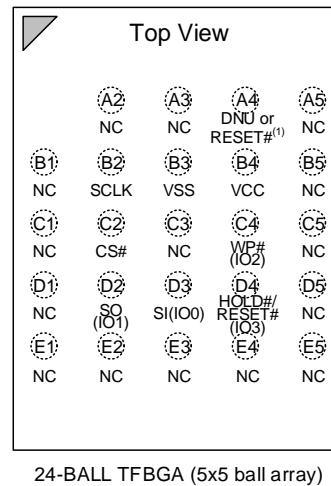 Top View
A2 A3 A4 A5
NC NC DNU or NC
RESET#(1)
B1 B2 B3 B4 B5
NC SCLK VSS VCC NC
C1 C2 C3 C4 C5
NC CS# NC WP# NC
(IO2)
D1 D2 D3 D4 D5
NC SO SI(IO0) HOLD#/ NC
(IO1) RESET#
(IO3)
E1 E2 E3 E4 E5
NC NC NC NC NC
24-BALL TFBGA (5x5 ball array)